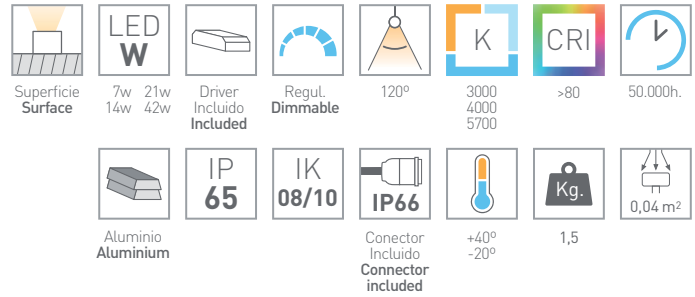 LED
W
K
CRI
Superficie
Surface
7w 21w
14w 42w
Driver
Incluido
Included
Regul.
Dimmable
120º
3000
4000
5700
>80
50.000h.
IP
65
IK
08/10
IP66
Kg.
0,04 m²
Aluminio
Aluminium
Conector
Incluido
Connector
included
+40º
-20º
1,5